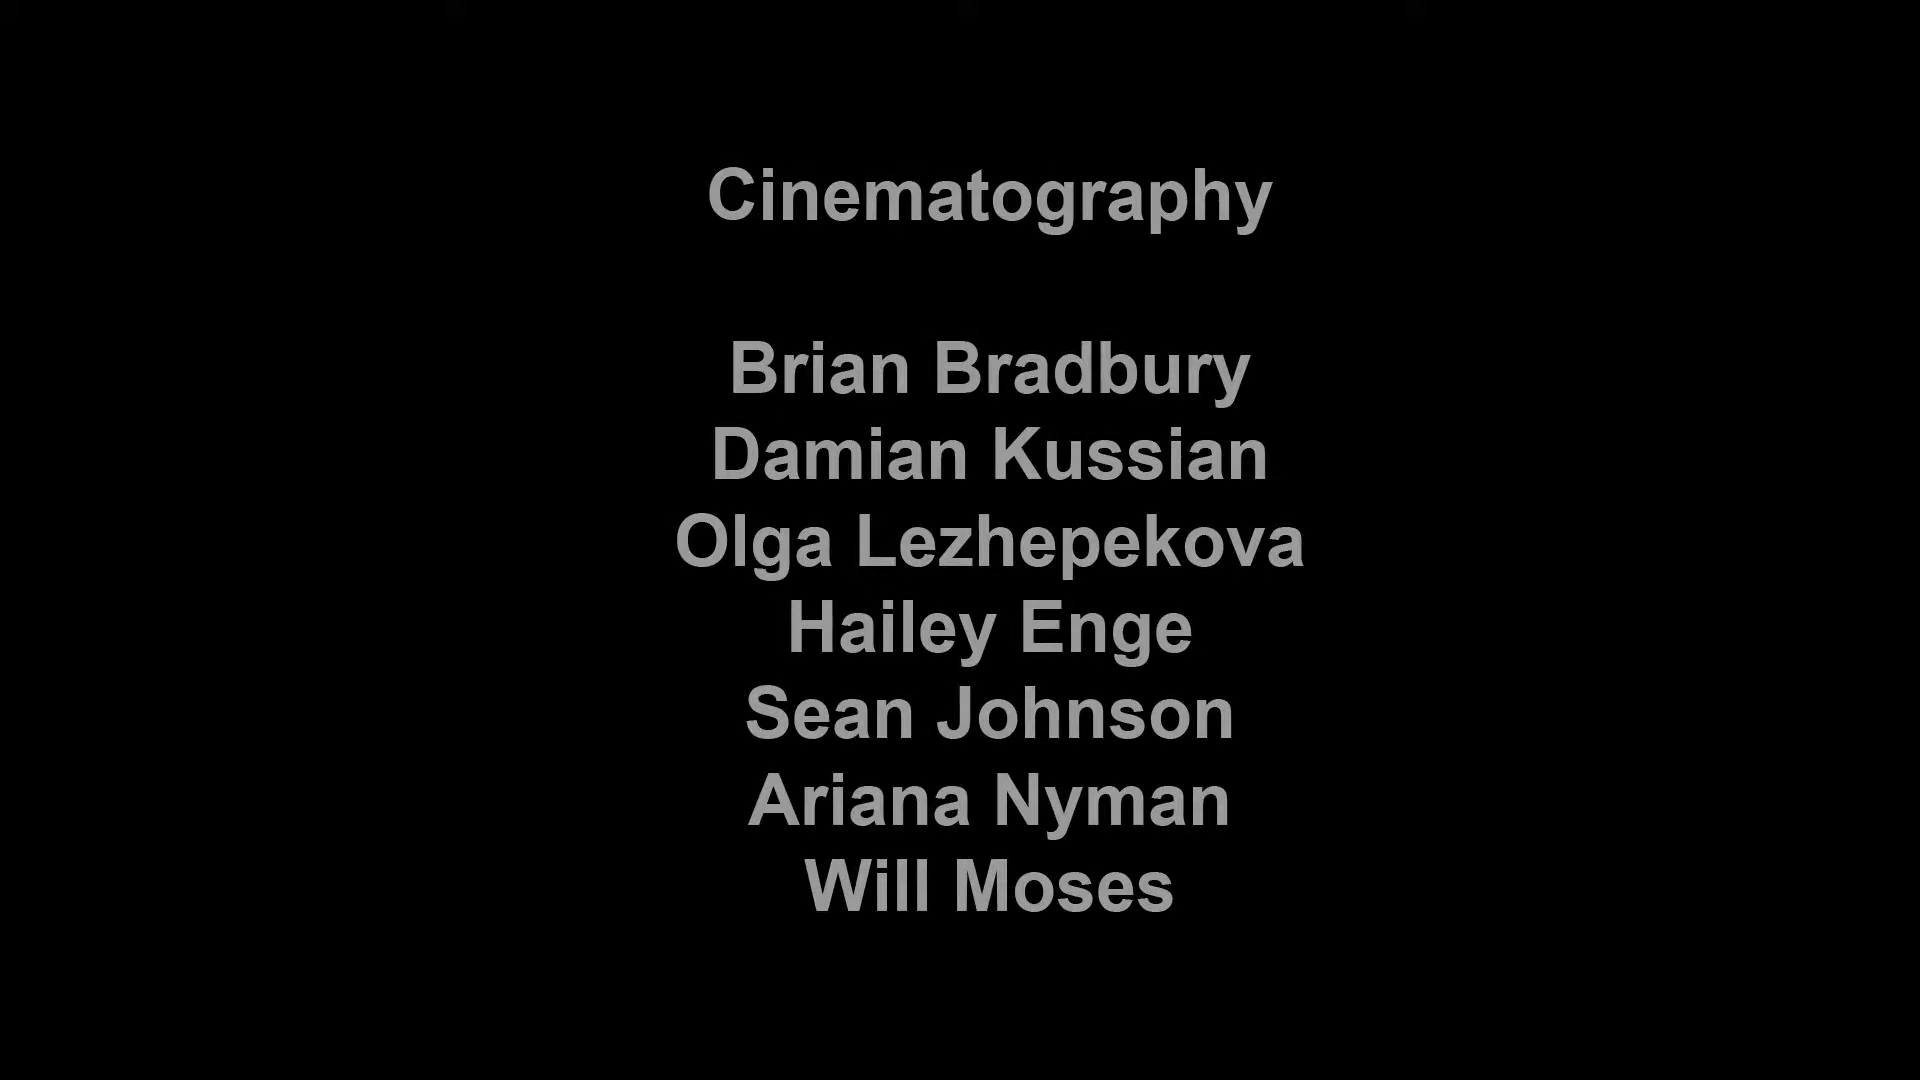 Cinematography
Brian Bradbury
Damian Kussian
Olga Lezhepekova
Hailey Enge
Sean Johnson
Ariana Nyman
Will Moses